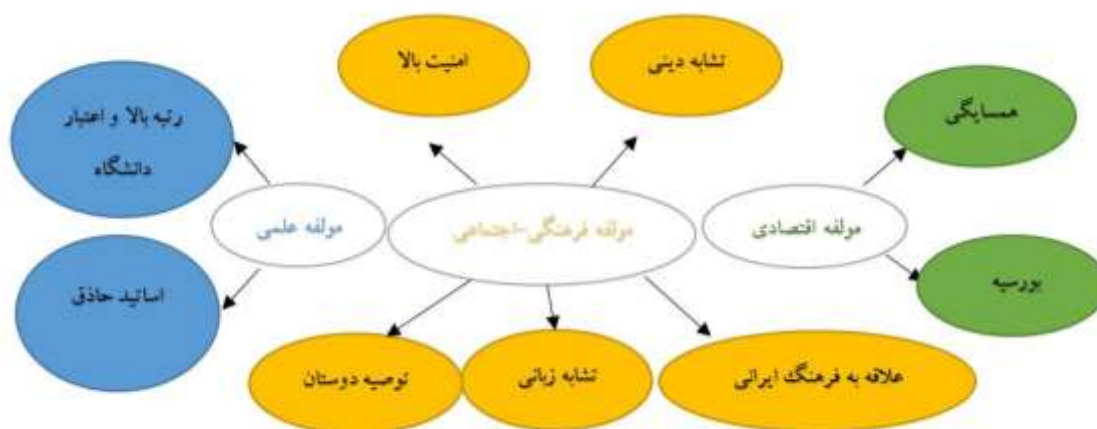 تشابه دینی
امنیت بالا
همسایگی
رتبه بالا و اعتبار
دانشگاه
مولفه اقتصادی
مولفه فرهنگی-اجتماعی
مولفه علمی
بورسیه
اساتید حاذق
علاقه به فرهنگ ایرانی
تشابه زبانی
توصیه دوستان